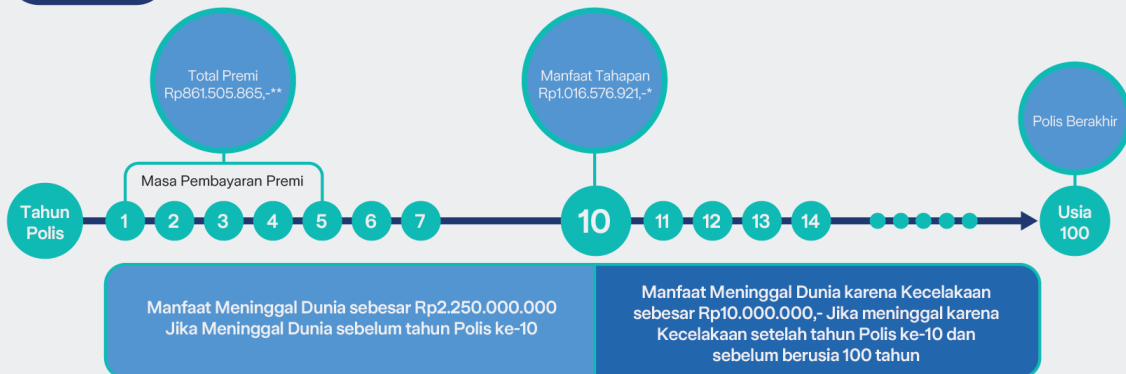 Total Premi
Rp861.505.865,-**
Manfaat Tahapan
Rp1.016.576.921,-*
Polis Berakhir
Masa Pembayaran Premi
Tahun
Polis
1
2
3
4
5
6
7
10
11
12
13
14
Usia
100
Manfaat Meninggal Dunia sebesar Rp2.250.000.000
Jika Meninggal Dunia sebelum tahun Polis ke-10
Manfaat Meninggal Dunia karena Kecelakaan
sebesar Rp10.000.000,- Jika meninggal karena
Kecelakaan setelah tahun Polis ke-10 dan
sebelum berusia 100 tahun